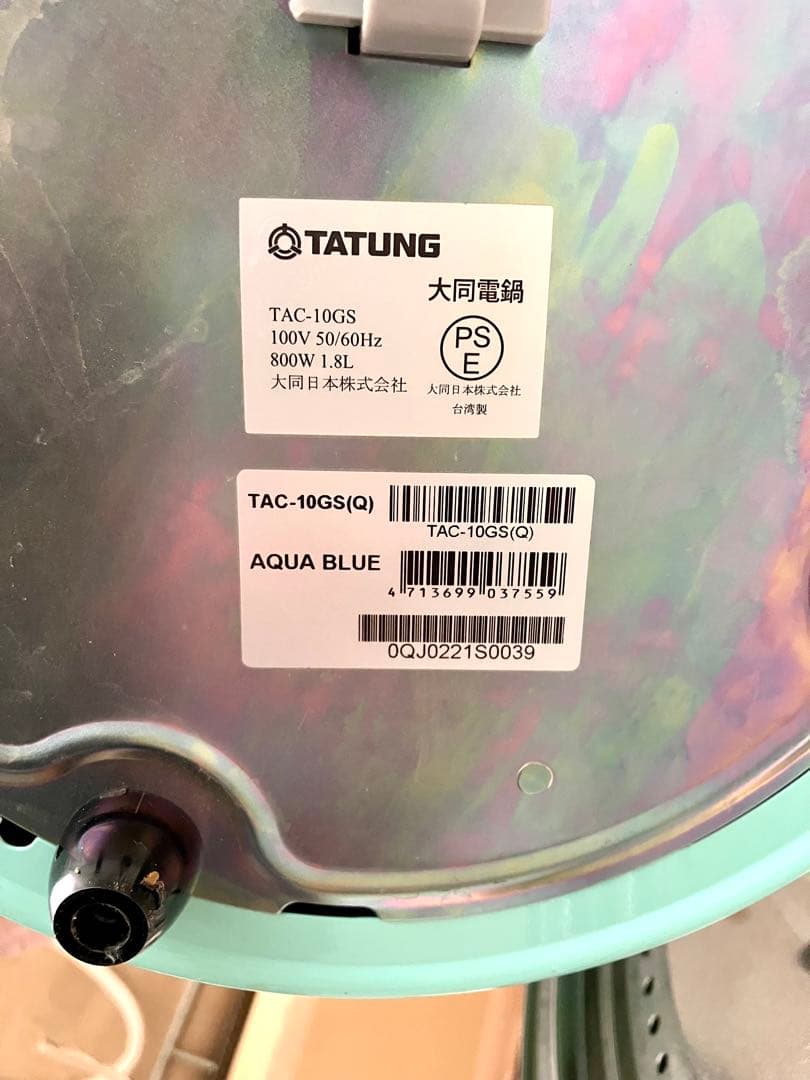 TATUNG
大同電鍋
TAC-10GS
100V 50/60Hz
800W 1.8L
大同日本株式会社
PS
E
大同日本株式会社
台湾製
TAC-10GS(Q)
TAC-10GS(Q)
AQUA BLUE
4 713699 037559
0QJ0221S0039